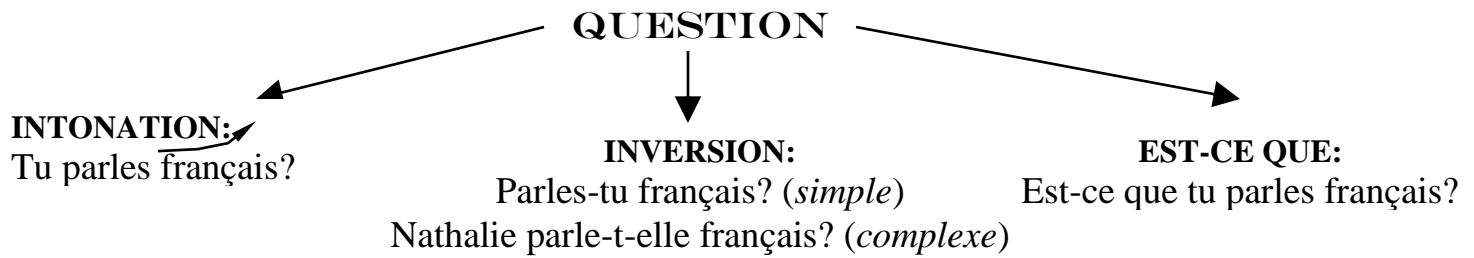 QUESTION
INTONATION:
Tu parles français?
INVERSION:
Parles-tu français? (simple)
Nathalie parle-t-elle français? (complexe)
EST-CE QUE:
Est-ce que tu parles français?